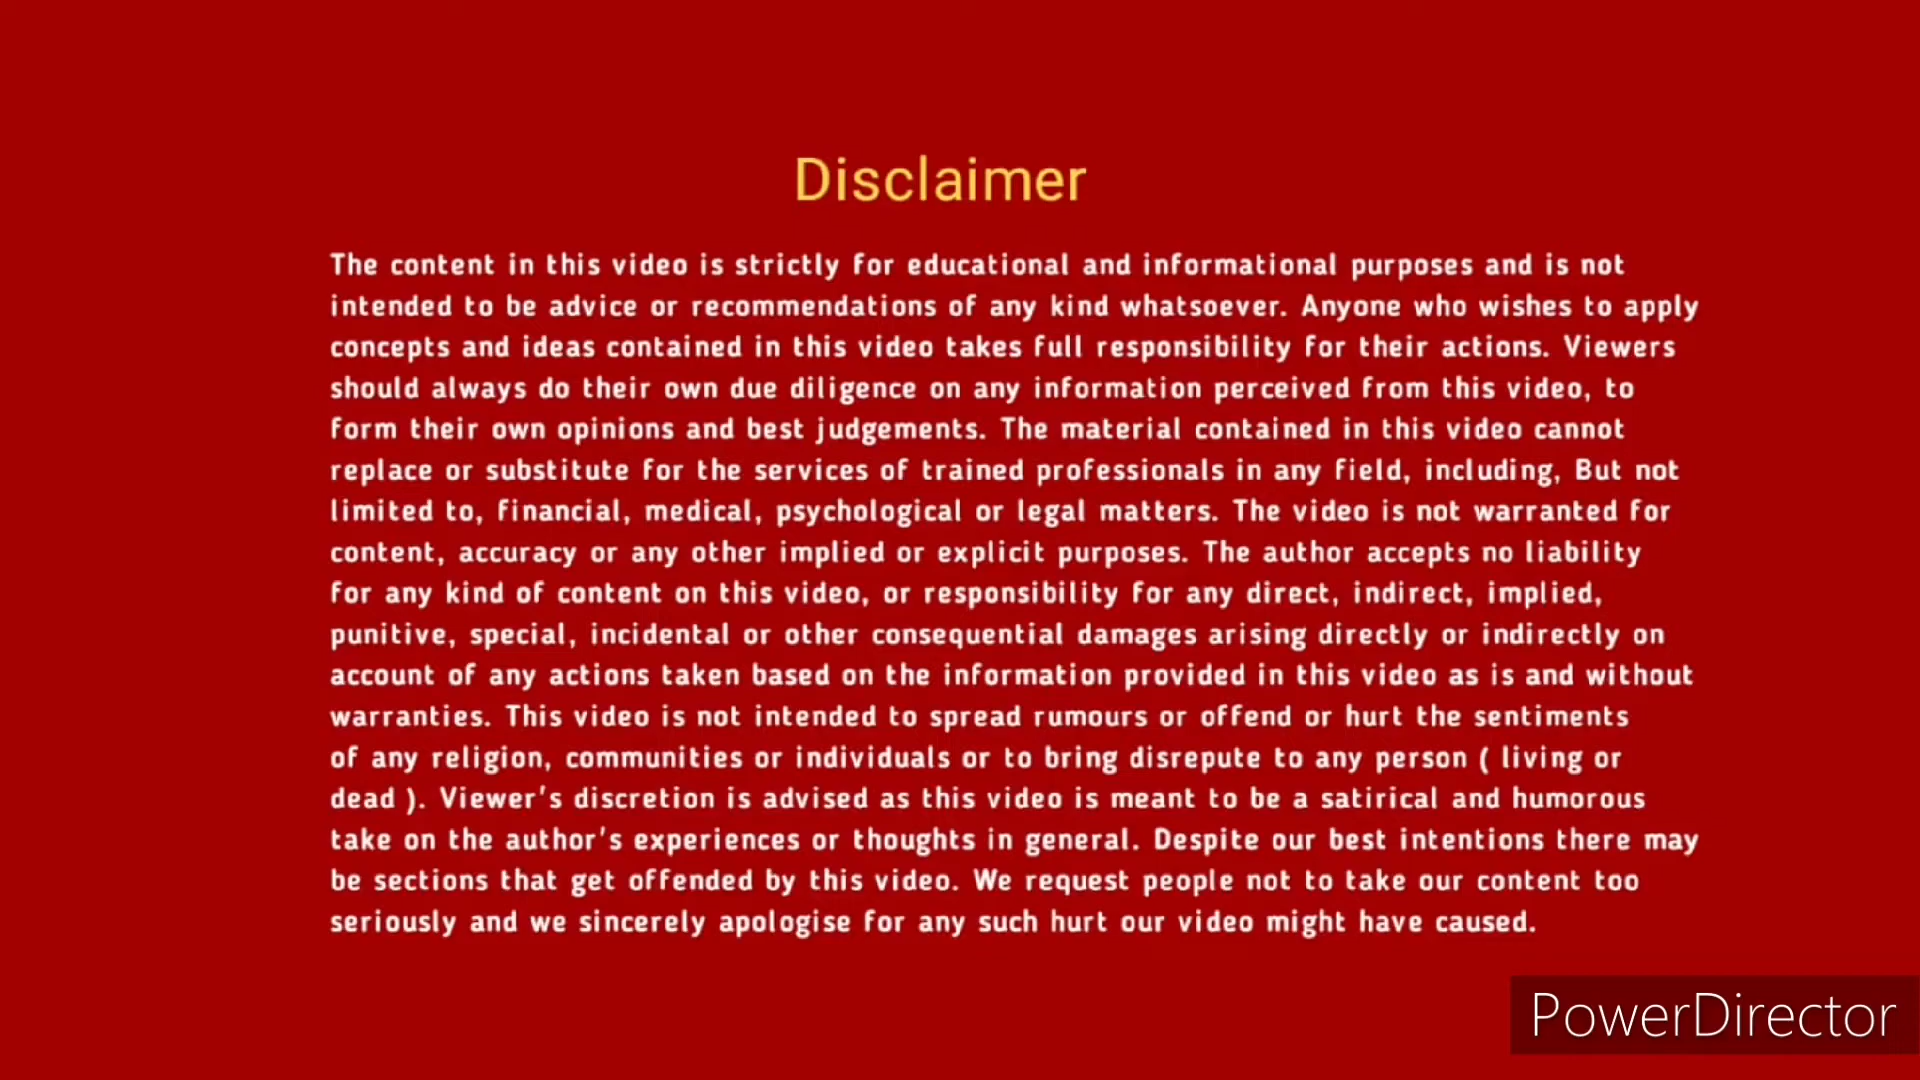 Disclaimer
The content in this video is strictly for educational and informational purposes and is not
intended to be advice or recommendations of any kind whatsoever. Anyone who wishes to apply
concepts and ideas contained in this video takes full responsibility for their actions. Viewers
should always do their own due diligence on any information perceived from this video, to
form their own opinions and best judgements. The material contained in this video cannot
replace or substitute for the services of trained professionals in any field, including, But not
limited to, financial, medical, psychological or legal matters. The video is not warranted for
content, accuracy or any other implied or explicit purposes. The author accepts no liability
for any kind of content on this video, or responsibility for any direct, indirect, implied,
punitive, special, incidental or other consequential damages arising directly or indirectly on
account of any actions taken based on the information provided in this video as is and without
warranties. This video is not intended to spread rumours or offend or hurt the sentiments
of any religion, communities or individuals or to bring disrepute to any person ( living or
dead ). Viewer's discretion is advised as this video is meant to be a satirical and humorous
take on the author's experiences or thoughts in general. Despite our best intentions there may
be sections that get offended by this video. We request people not to take our content too
seriously and we sincerely apologise for any such hurt our video might have caused.
PowerDirector